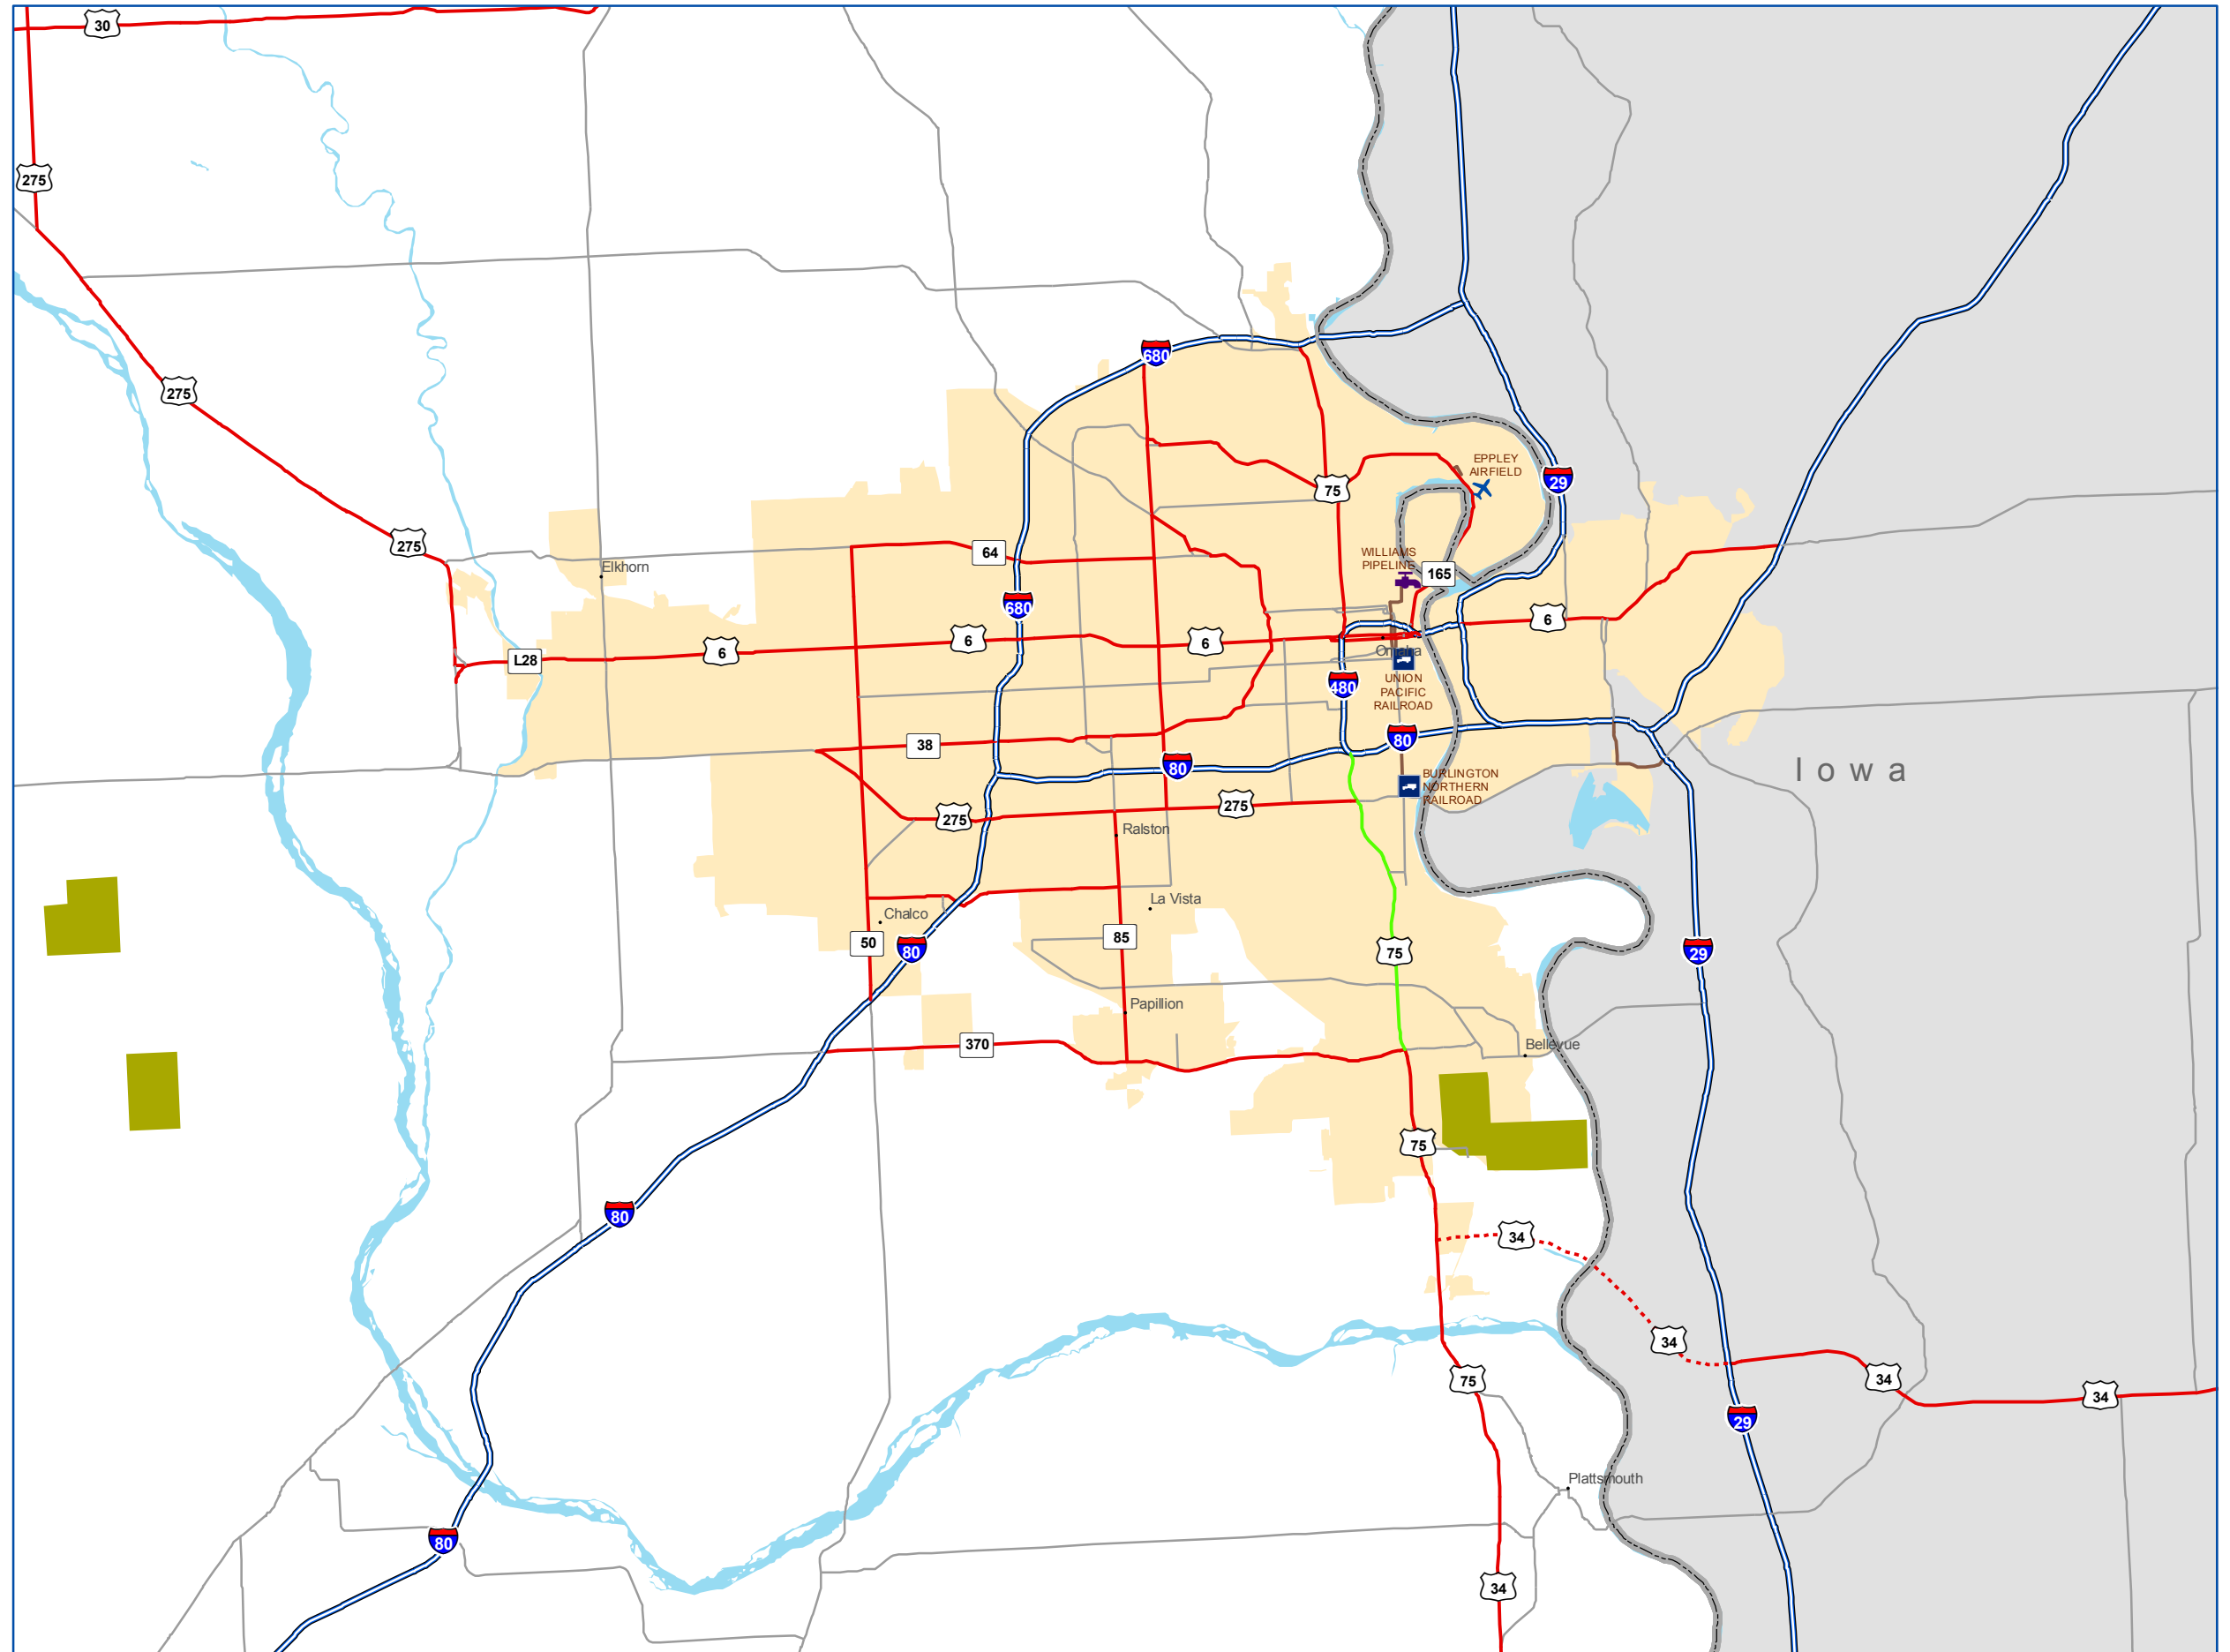 30
275
680
275
EPPLEY
AIRFIELD
29
75
275
64
WILLIAMS
PIPELINE
165
Elkhorn
680
6
6
6
6
L28
Omaha
480
UNION
PACIFIC
RAILROAD
80
38
80
Iowa
BURLINGTON
NORTHERN
RAILROAD
275
275
Ralston
La Vista
Chalco
50
80
85
75
29
Papillion
370
Bellevue
75
80
34
34
75
34
34
29
Plattsmouth
80
34